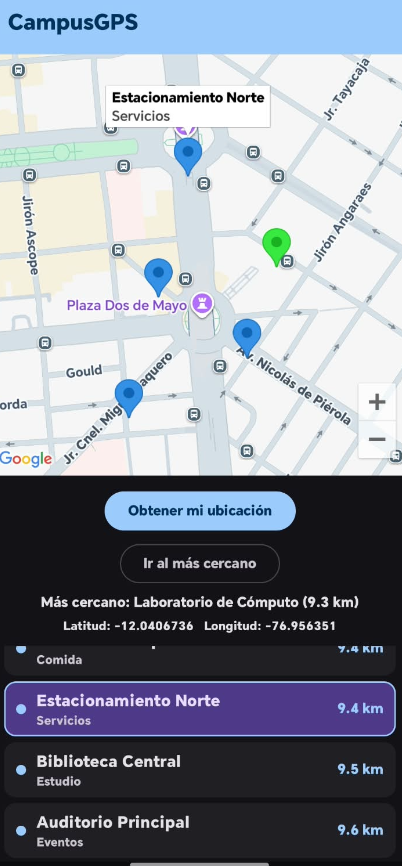 CampusGPS
Jr. Tayacaja
Estacionamiento Norte
Servicios
Jirón Ascope
Jirón Angaraes
Plaza Dos de Mayo
Gould
orda
Jr. Cnel. Mig aquero
Av. Nicolás de Piérola
+
−
Google
Obtener mi ubicación
Ir al más cercano
Más cercano: Laboratorio de Cómputo (9.3 km)
Latitud: -12.0406736 Longitud: -76.956351
9.4 km
Comida
Estacionamiento Norte
9.4 km
Servicios
Biblioteca Central
9.5 km
Estudio
Auditorio Principal
9.6 km
Eventos